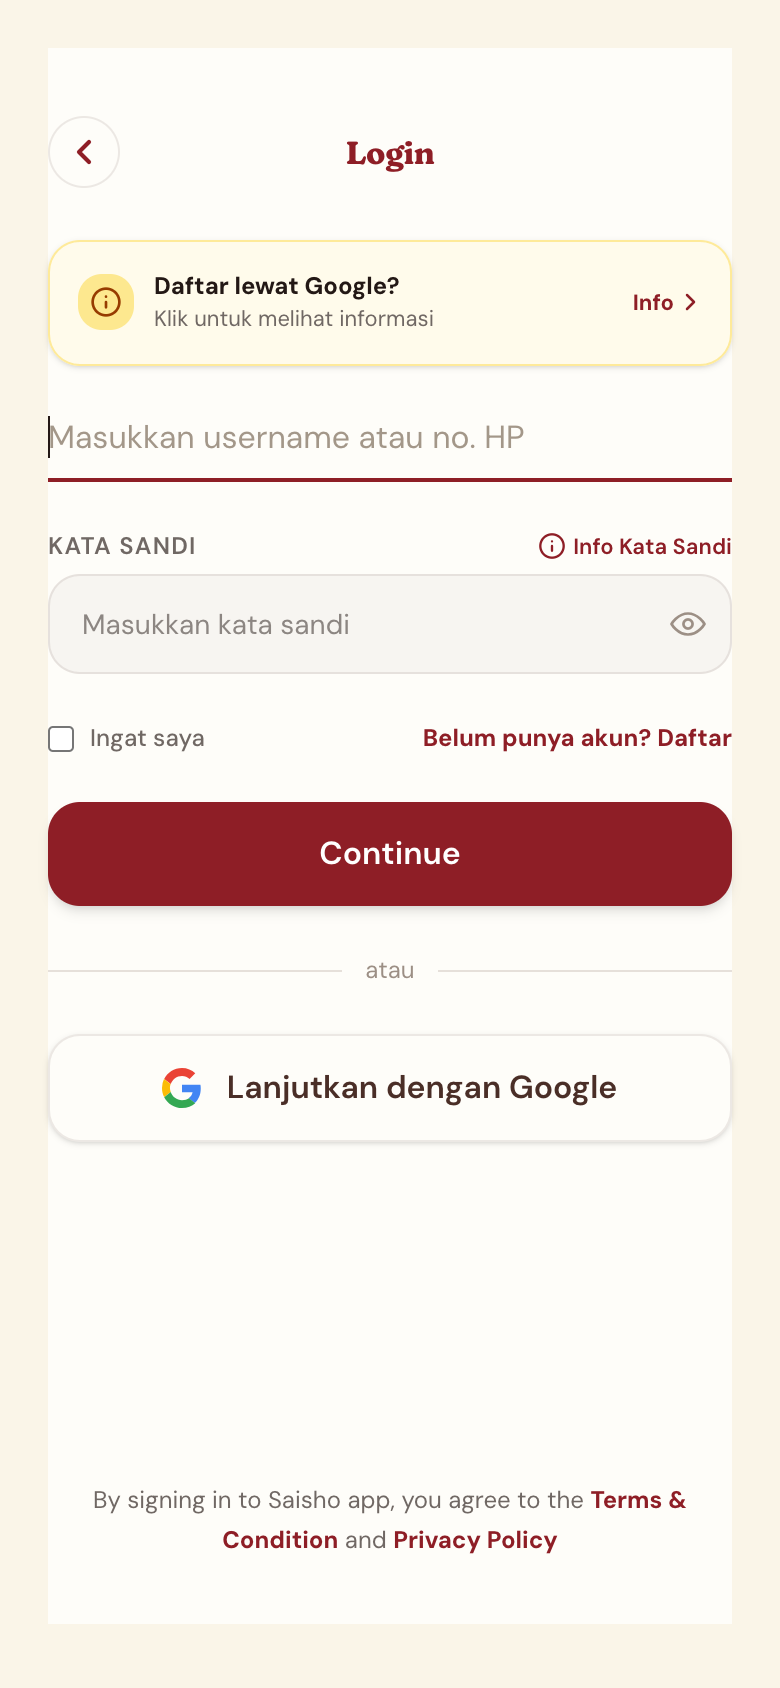 Login
Daftar lewat Google?
Klik untuk melihat informasi
Info
Masukkan username atau no. HP
KATA SANDI
Info Kata Sandi
Masukkan kata sandi
Ingat saya
Belum punya akun? Daftar
Continue
atau
Lanjutkan dengan Google
By signing in to Saisho app, you agree to the Terms &
Condition and Privacy Policy